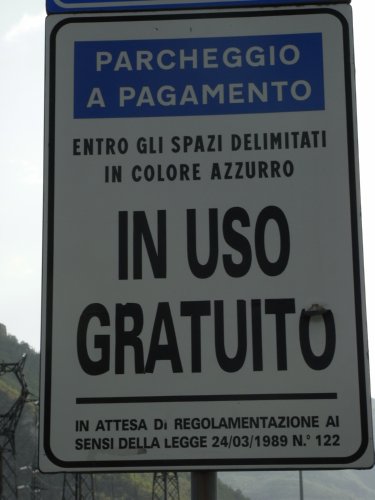 PARCHEGGIO
A PAGAMENTO
ENTRO GLI SPAZI DELIMITATI
IN COLORE AZZURRO
IN USO
GRATUITO
IN ATTESA DI REGOLAMENTAZIONE AI
SENSI DELLA LEGGE 24/03/1989 N.° 122